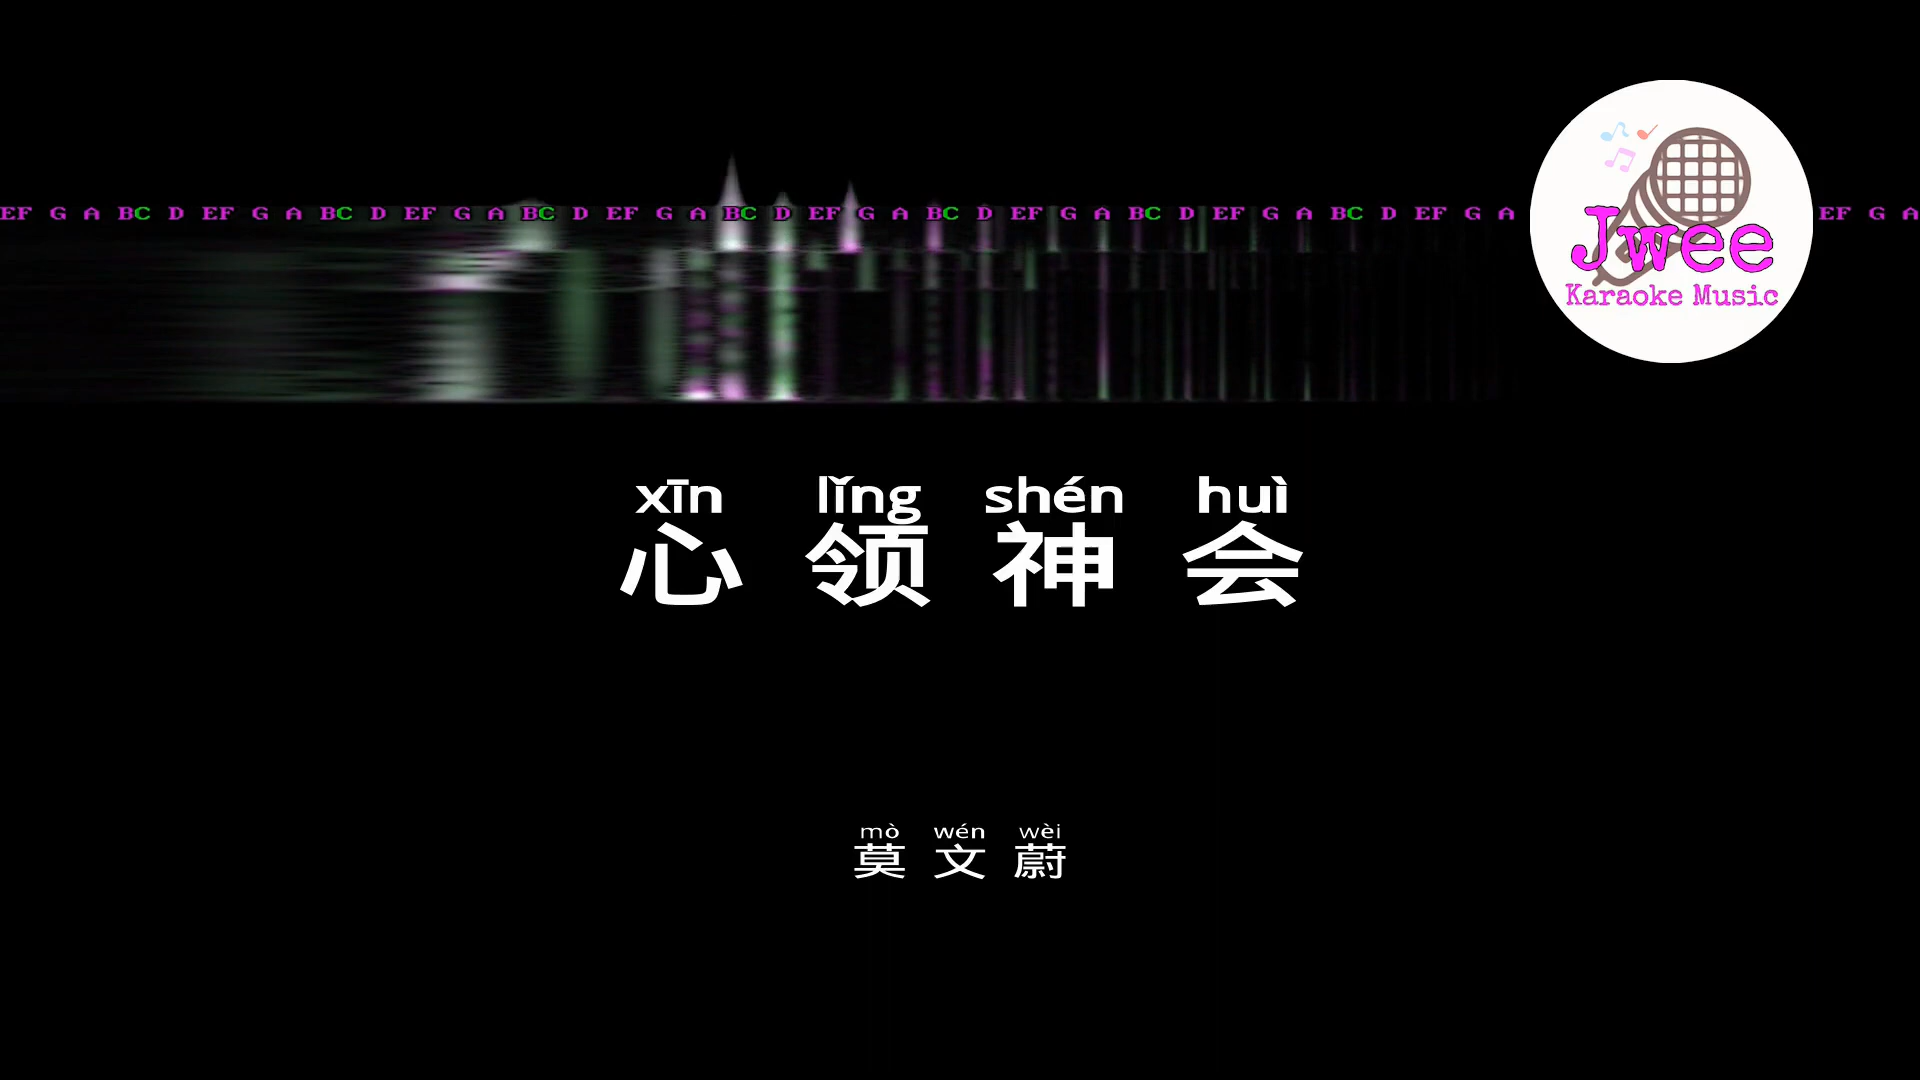 EF G A BC D EF G A BC D EF G A BC D EF G A BC D EF G A BC D EF G A BC D EF G A BC D EF G A EF G A
Jwee
Karaoke Music
xīn lǐng shén huì
心 领 神 会
mò wén wèi
莫 文 蔚